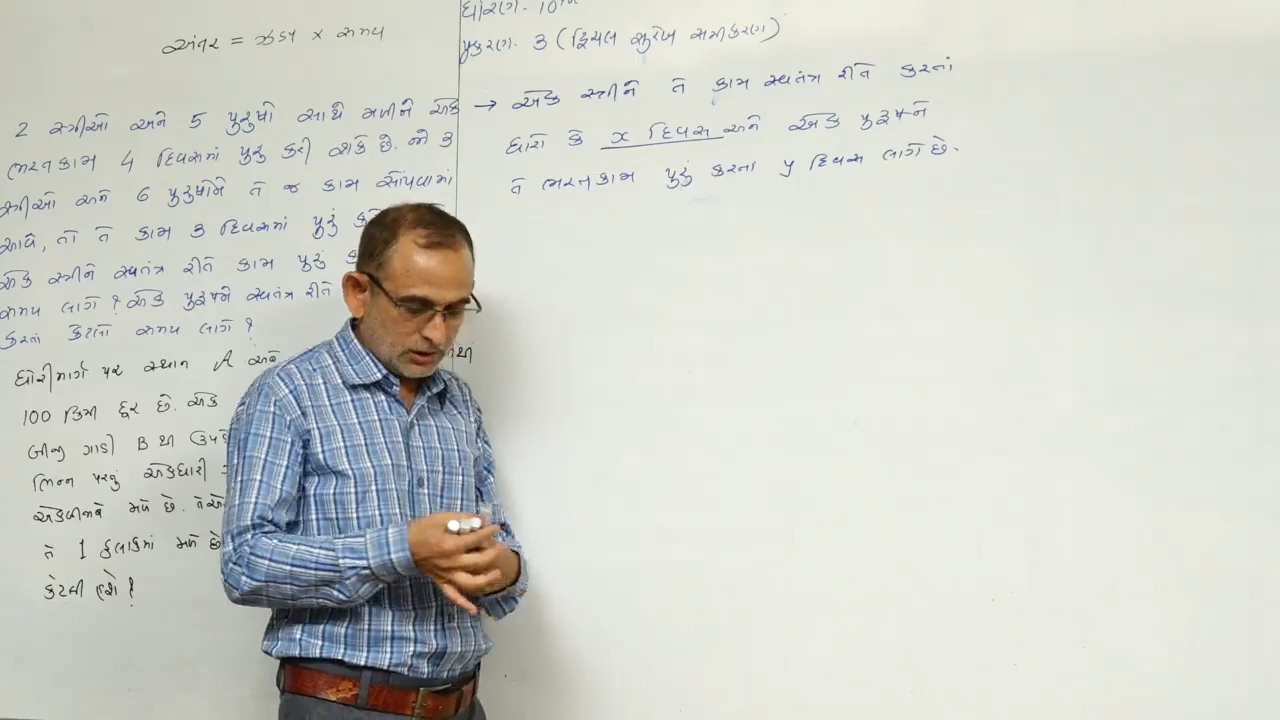 અંતર = ઝડપ × સમય
2 સ્ત્રીઓ અને 5 પુરુષો સાથે મળીને એક
ભરતકામ 4 દિવસમાં પુરુ કરી શકે છે. જો 3
સ્ત્રીઓ અને 6 પુરુષોને તે જ કામ સોંપવામાં
આવે, તો તે કામ 3 દિવસમાં પુરું
એક સ્ત્રીને સ્વતંત્ર રીતે કામ પુરું
સમય લાગે ? એક પુરુષને સ્વતંત્ર રીતે
કરતાં કેટલો સમય લાગે ?
ધોરીમાર્ગ પર સ્થાન A અને
100 કિમી દૂર છે. એક
બીજી ગાડી B થી
ભિન્ન પરંતુ એકધારી
એકબીજાને મળે છે.
તે 1 કલાકમાં મળે છે
કેટલી હશે ?
ધોરણ- 10th
પ્રકરણ- 3 (દ્વિચલ સુરેખ સમીકરણ)
→ એક સ્ત્રીને તે કામ સ્વતંત્ર રીતે કરતાં
ધારો કે x દિવસ અને એક પુરુષને
તે ભરતકામ પુરું કરતા y દિવસ લાગે છે.